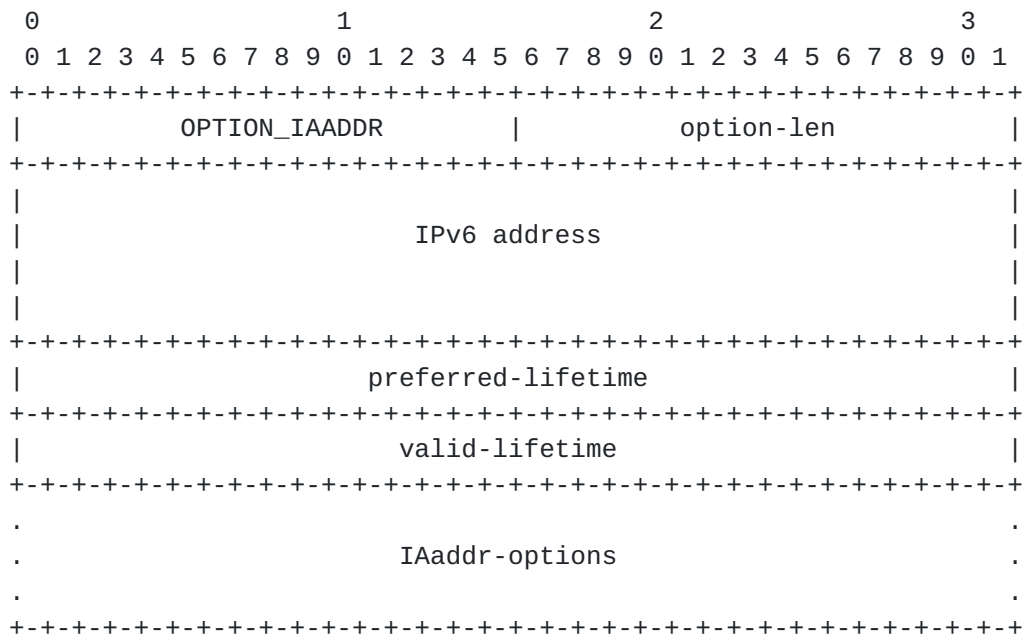 0                   1                   2                   3
 0 1 2 3 4 5 6 7 8 9 0 1 2 3 4 5 6 7 8 9 0 1 2 3 4 5 6 7 8 9 0 1
+-+-+-+-+-+-+-+-+-+-+-+-+-+-+-+-+-+-+-+-+-+-+-+-+-+-+-+-+-+-+-+-+
|          OPTION_IAADDR        |          option-len           |
+-+-+-+-+-+-+-+-+-+-+-+-+-+-+-+-+-+-+-+-+-+-+-+-+-+-+-+-+-+-+-+-+
|                                                               |
|                         IPv6 address                          |
|                                                               |
|                                                               |
+-+-+-+-+-+-+-+-+-+-+-+-+-+-+-+-+-+-+-+-+-+-+-+-+-+-+-+-+-+-+-+-+
|                      preferred-lifetime                       |
+-+-+-+-+-+-+-+-+-+-+-+-+-+-+-+-+-+-+-+-+-+-+-+-+-+-+-+-+-+-+-+-+
|                        valid-lifetime                         |
+-+-+-+-+-+-+-+-+-+-+-+-+-+-+-+-+-+-+-+-+-+-+-+-+-+-+-+-+-+-+-+-+
.                                                               .
.                        IAaddr-options                         .
.                                                               .
+-+-+-+-+-+-+-+-+-+-+-+-+-+-+-+-+-+-+-+-+-+-+-+-+-+-+-+-+-+-+-+-+